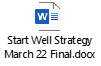 W
Start Well Strategy
March 22 Final.docx